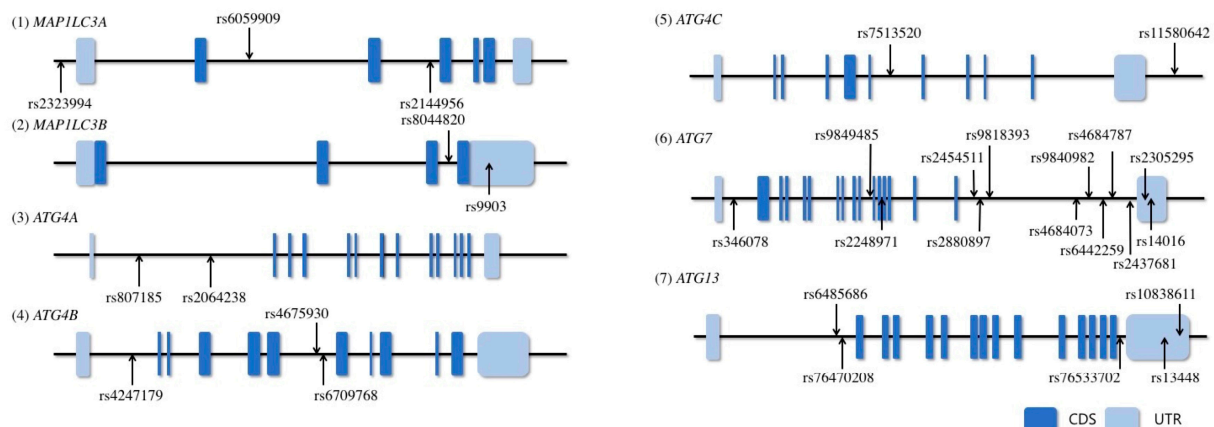 (1) MAP1LC3A
rs6059909
rs2323994
rs2144956
(2) MAP1LC3B
rs8044820
rs9903
(3) ATG4A
rs807185
rs2064238
(4) ATG4B
rs4675930
rs4247179
rs6709768
(5) ATG4C
rs7513520
rs11580642
(6) ATG7
rs9849485
rs9818393
rs4684787
rs2454511
rs9840982
rs2305295
rs346078
rs2248971
rs2880897
rs4684073
rs14016
rs6442259
rs2437681
(7) ATG13
rs6485686
rs10838611
rs76470208
rs76533702
rs13448
CDS
UTR